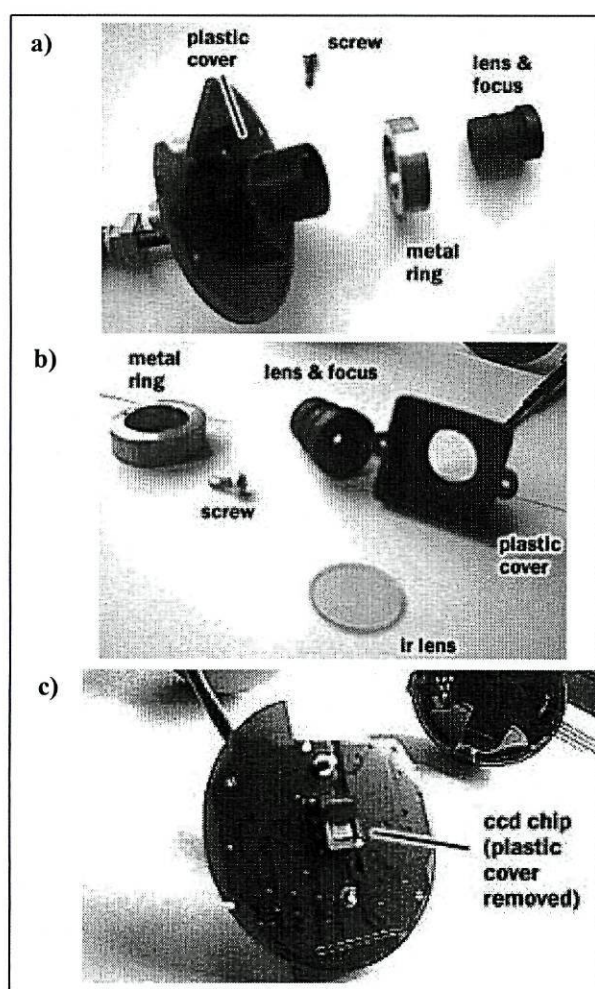 a)
plastic
cover
screw
lens &
focus
metal
ring
b)
metal
ring
lens & focus
screw
plastic
cover
ir lens
c)
ccd chip
(plastic
cover
removed)